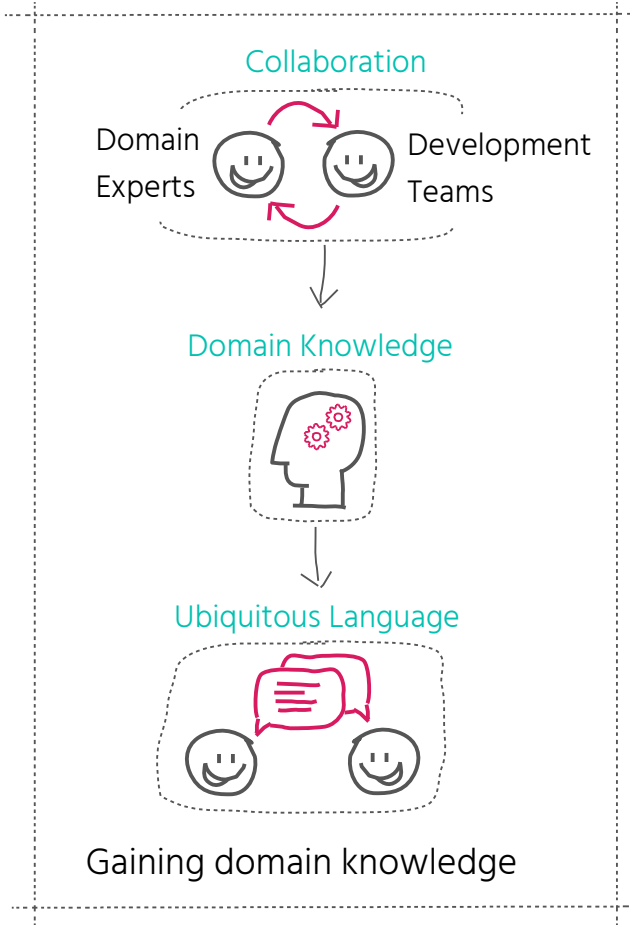 Collaboration
Domain
Experts
Development
Teams
Domain Knowledge
Ubiquitous Language
Gaining domain knowledge